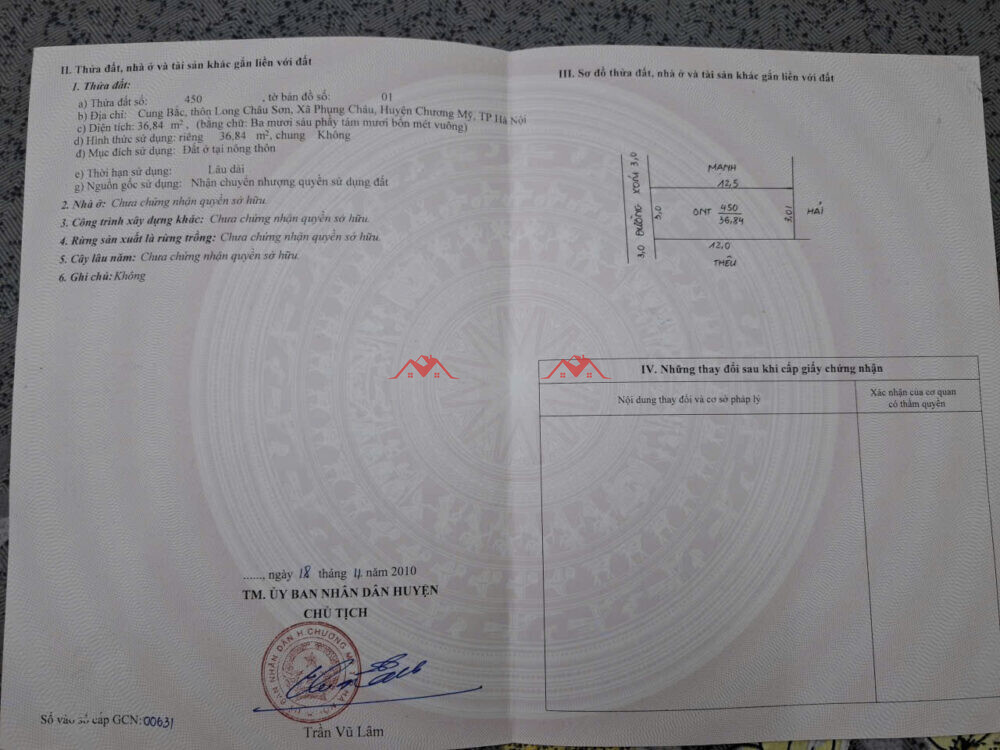 II. Thửa đất, nhà ở và tài sản khác gắn liền với đất
1. Thửa đất:
a) Thửa đất số: 450 , tờ bản đồ số: 01
b) Địa chỉ: Cung Bắc, thôn Long Châu Sơn, Xã Phụng Châu, Huyện Chương Mỹ, TP Hà Nội
c) Diện tích: 36,84 m², (bằng chữ: Ba mươi sáu phẩy tám mươi bốn mét vuông)
d) Hình thức sử dụng: riêng 36,84 m², chung Không
đ) Mục đích sử dụng: Đất ở tại nông thôn
e) Thời hạn sử dụng: Lâu dài
g) Nguồn gốc sử dụng: Nhận chuyển nhượng quyền sử dụng đất
2. Nhà ở: Chưa chứng nhận quyền sở hữu.
3. Công trình xây dựng khác: Chưa chứng nhận quyền sở hữu.
4. Rừng sản xuất là rừng trồng: Chưa chứng nhận quyền sở hữu.
5. Cây lâu năm: Chưa chứng nhận quyền sở hữu.
6. Ghi chú: Không
......, ngày 18 tháng 11 năm 2010
TM. ỦY BAN NHÂN DÂN HUYỆN
CHỦ TỊCH
BAN NHÂN DÂN H.CHƯƠNG MỸ
Trần Vũ Lâm
Số vào sổ cấp GCN: 00631
III. Sơ đồ thửa đất, nhà ở và tài sản khác gắn liền với đất
MẠNH
12,5
3,0 ĐƯỜNG XÓM 3,0
3,0
ONT 450
36,84
3,01
HẢI
12,0
THÊU
IV. Những thay đổi sau khi cấp giấy chứng nhận
Nội dung thay đổi và cơ sở pháp lý
Xác nhận của cơ quan
có thẩm quyền